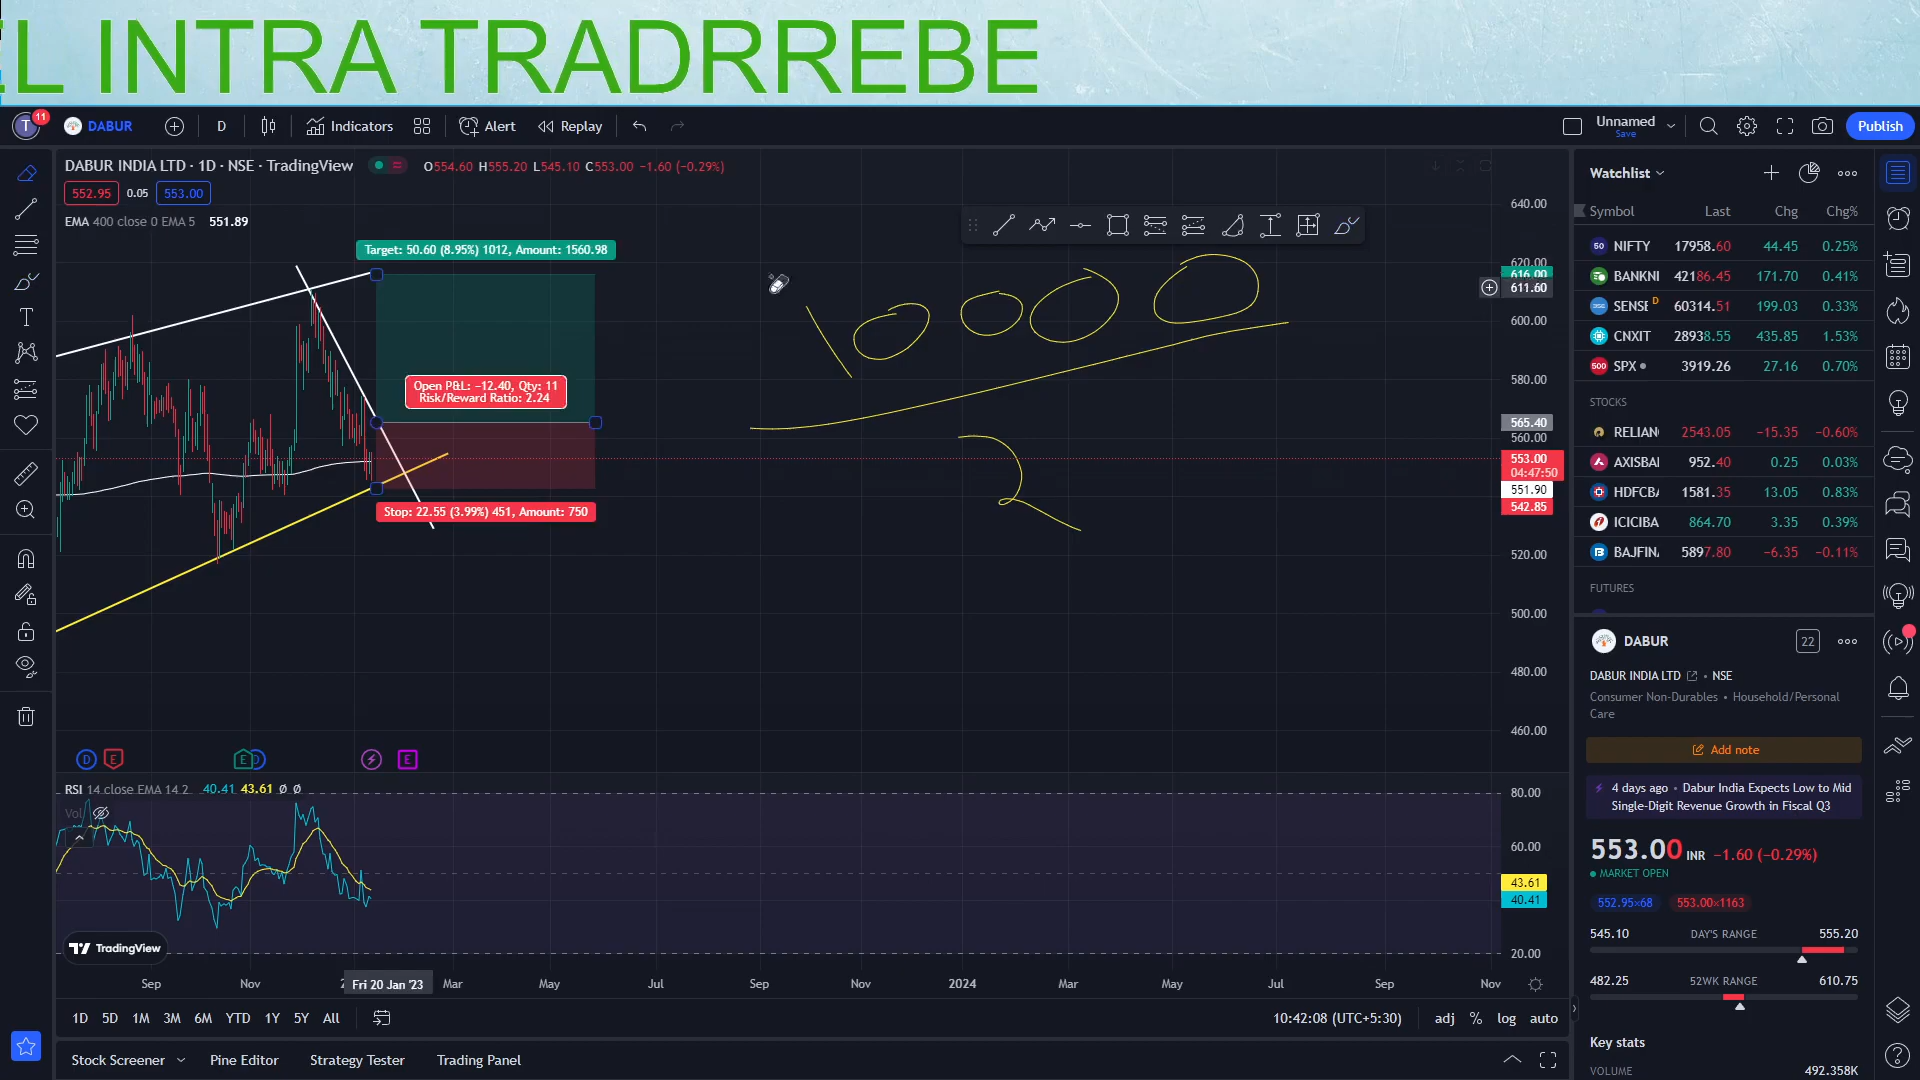 EL INTRA TRADRREBE
T 11 DABUR D Indicators Alert Replay Unnamed Save Publish
DABUR INDIA LTD · 1D · NSE · TradingView O554.60 H555.20 L545.10 C553.00 −1.60 (−0.29%)
552.95 0.05 553.00
EMA 400 close 0 EMA 5 551.89
Target: 50.60 (8.95%) 1012, Amount: 1560.98
Open P&L: −12.40, Qty: 11
Risk/Reward Ratio: 2.24
Stop: 22.55 (3.99%) 451, Amount: 750
10000
2
640.00
620.00
616.00
611.60
600.00
580.00
565.40
560.00
553.00
04:47:50
551.90
542.85
520.00
500.00
480.00
460.00
D E E D E
RSI 14 close EMA 14 2 40.41 43.61 Ø Ø
Vol
80.00
60.00
43.61
40.41
20.00
TradingView
Sep Nov 2 Fri 20 Jan '23 Mar May Jul Sep Nov 2024 Mar May Jul Sep Nov
1D 5D 1M 3M 6M YTD 1Y 5Y All 10:42:08 (UTC+5:30) adj % log auto
Stock Screener Pine Editor Strategy Tester Trading Panel
Watchlist
Symbol Last Chg Chg%
50 NIFTY 17958.60 44.45 0.25%
BANKNI 42186.45 171.70 0.41%
SENSE D 60314.51 199.03 0.33%
CNXIT 28938.55 435.85 1.53%
500 SPX 3919.26 27.16 0.70%
STOCKS
RELIAN 2543.05 −15.35 −0.60%
AXISBAI 952.40 0.25 0.03%
HDFCBA 1581.35 13.05 0.83%
ICICIBA 864.70 3.35 0.39%
BAJFIN 5897.80 −6.35 −0.11%
FUTURES
DABUR 22
DABUR INDIA LTD · NSE
Consumer Non-Durables • Household/Personal
Care
Add note
4 days ago • Dabur India Expects Low to Mid
Single-Digit Revenue Growth in Fiscal Q3
553.00 INR −1.60 (−0.29%)
MARKET OPEN
552.95×68 553.00×1163
545.10 DAY'S RANGE 555.20
482.25 52WK RANGE 610.75
Key stats
VOLUME 492.358K